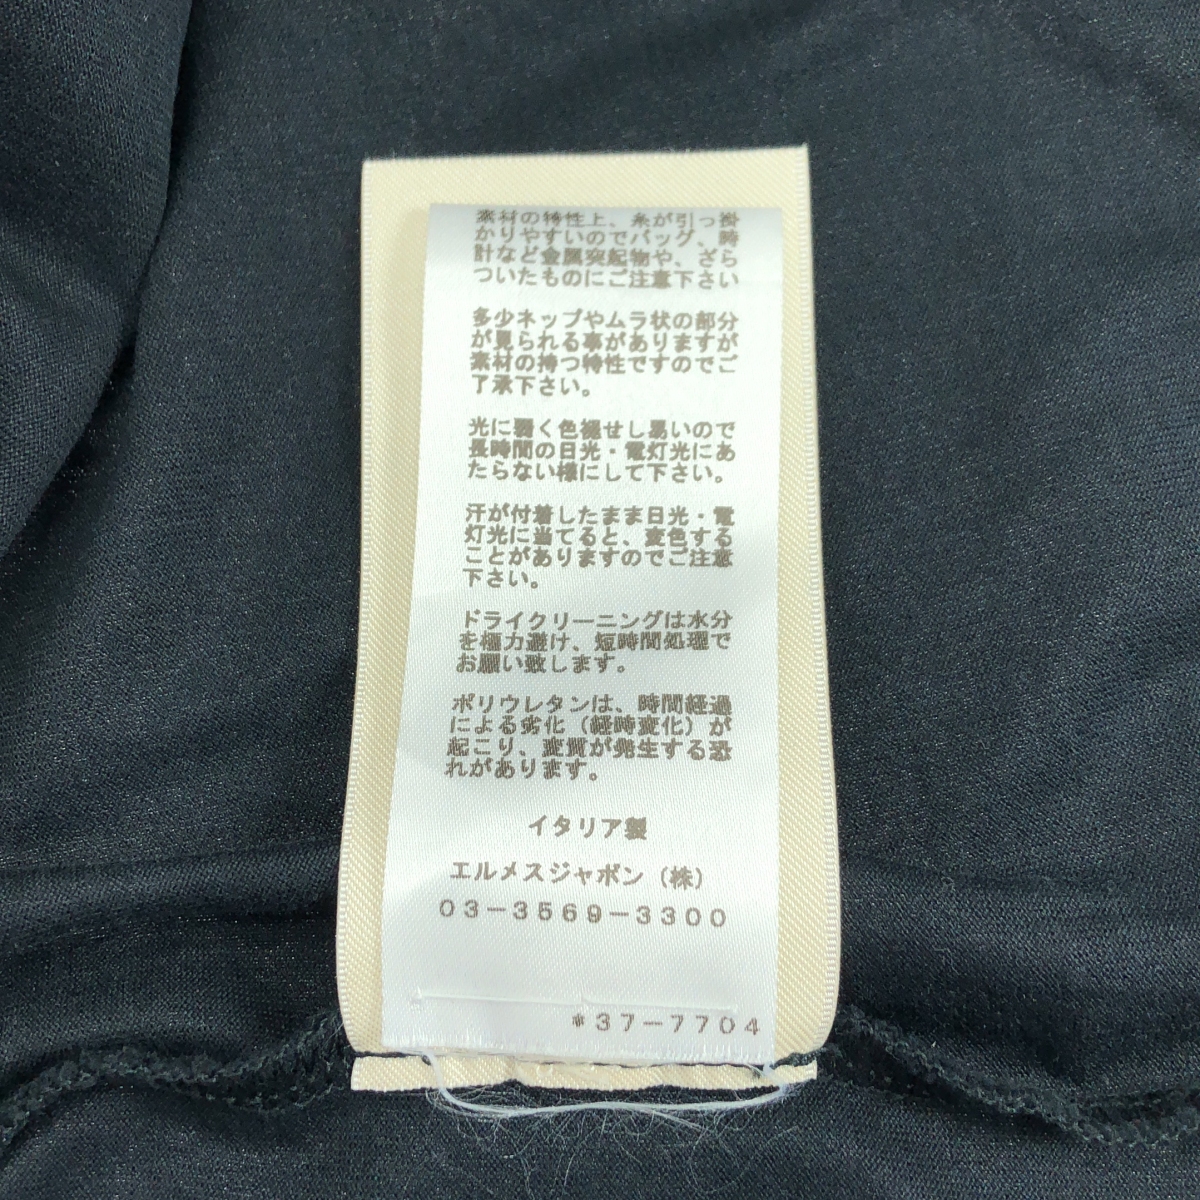 素材の特性上、糸が引っ掛
かりやすいのでバッグ、時
計など金属突起物や、ざら
ついたものにご注意下さい
多少ネップやムラ状の部分
が見られる事がありますが
素材の持つ特性ですのでご
了承下さい。
光に弱く色褪せし易いので
長時間の日光・電灯光にあ
たらない様にして下さい。
汗が付着したまま日光・電
灯光に当てると、変色する
ことがありますのでご注意
下さい。
ドライクリーニングは水分
を極力避け、短時間処理で
お願い致します。
ポリウレタンは、時間経過
による劣化（経時変化）が
起こり、変質が発生する恐
れがあります。
イタリア製
エルメスジャポン（株）
03-3569-3300
*37-7704